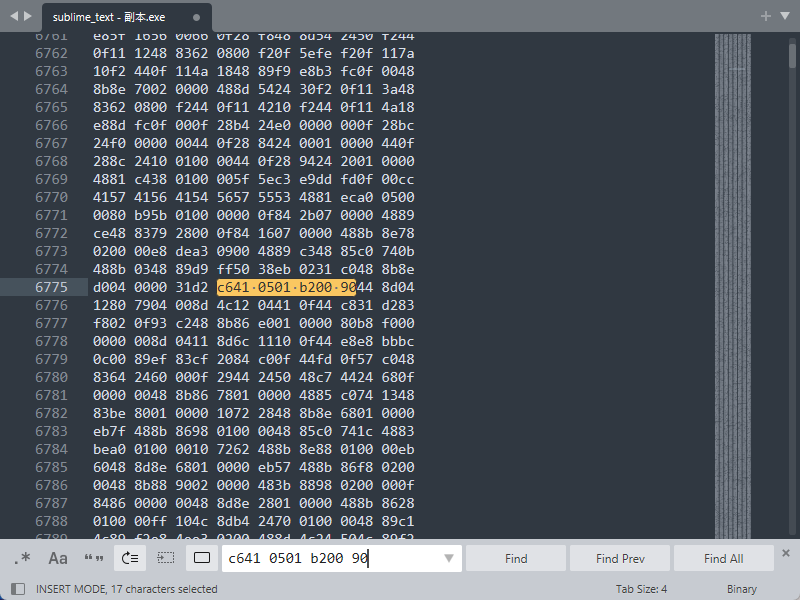 sublime_text - 副本.exe
6761 e85f 1656 0066 0f28 f848 8d54 2450 f244
6762 0f11 1248 8362 0800 f20f 5efe f20f 117a
6763 10f2 440f 114a 1848 89f9 e8b3 fc0f 0048
6764 8b8e 7002 0000 488d 5424 30f2 0f11 3a48
6765 8362 0800 f244 0f11 4210 f244 0f11 4a18
6766 e88d fc0f 000f 28b4 24e0 0000 000f 28bc
6767 24f0 0000 0044 0f28 8424 0001 0000 440f
6768 288c 2410 0100 0044 0f28 9424 2001 0000
6769 4881 c438 0100 005f 5ec3 e9dd fd0f 00cc
6770 4157 4156 4154 5657 5553 4881 eca0 0500
6771 0080 b95b 0100 0000 0f84 2b07 0000 4889
6772 ce48 8379 2800 0f84 1607 0000 488b 8e78
6773 0200 00e8 dea3 0900 4889 c348 85c0 740b
6774 488b 0348 89d9 ff50 38eb 0231 c048 8b8e
6775 d004 0000 31d2 c641·0501·b200·9044 8d04
6776 1280 7904 008d 4c12 0441 0f44 c831 d283
6777 f802 0f93 c248 8b86 e001 0000 80b8 f000
6778 0000 008d 0411 8d6c 1110 0f44 e8e8 bbbc
6779 0c00 89ef 83cf 2084 c00f 44fd 0f57 c048
6780 8364 2460 000f 2944 2450 48c7 4424 680f
6781 0000 0048 8b86 7801 0000 4885 c074 1348
6782 83be 8001 0000 1072 2848 8b8e 6801 0000
6783 eb7f 488b 8698 0100 0048 85c0 741c 4883
6784 bea0 0100 0010 7262 488b 8e88 0100 00eb
6785 6048 8d8e 6801 0000 eb57 488b 86f8 0200
6786 0048 8b88 9002 0000 483b 8898 0200 000f
6787 8486 0000 0048 8d8e 2801 0000 488b 8628
6788 0100 00ff 104c 8db4 2470 0100 0048 89c1
.* Aa “” c641 0501 b200 90 Find Find Prev Find All
INSERT MODE, 17 characters selected Tab Size: 4 Binary